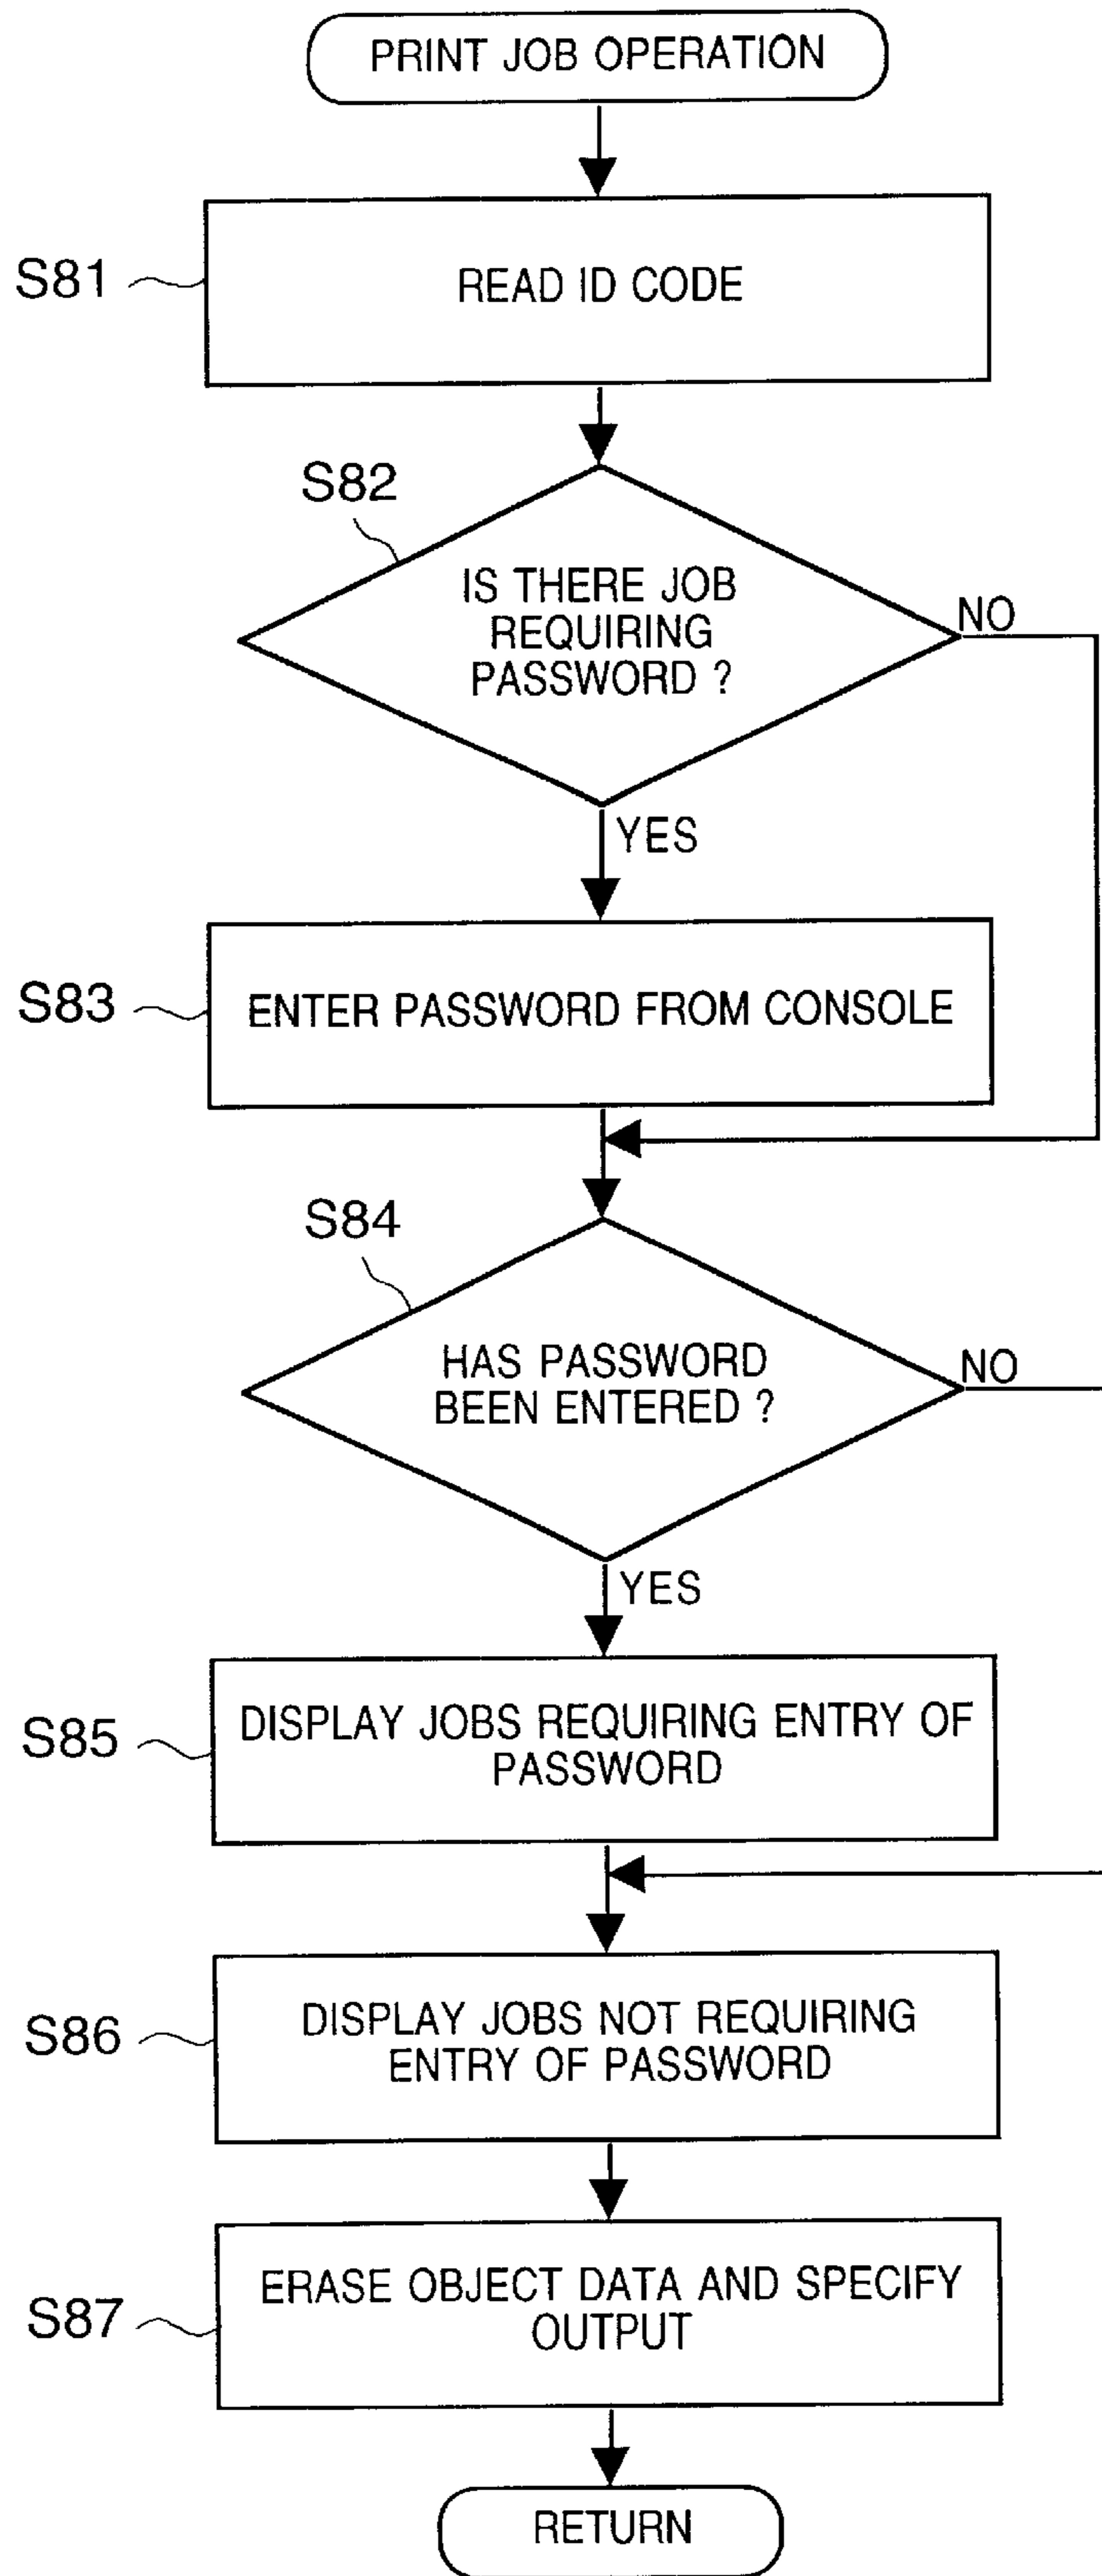 PRINT JOB OPERATION
S81
READ ID CODE
S82
IS THERE JOB
REQUIRING
PASSWORD ?
NO
YES
S83
ENTER PASSWORD FROM CONSOLE
S84
HAS PASSWORD
BEEN ENTERED ?
NO
YES
S85
DISPLAY JOBS REQUIRING ENTRY OF
PASSWORD
S86
DISPLAY JOBS NOT REQUIRING
ENTRY OF PASSWORD
S87
ERASE OBJECT DATA AND SPECIFY
OUTPUT
RETURN